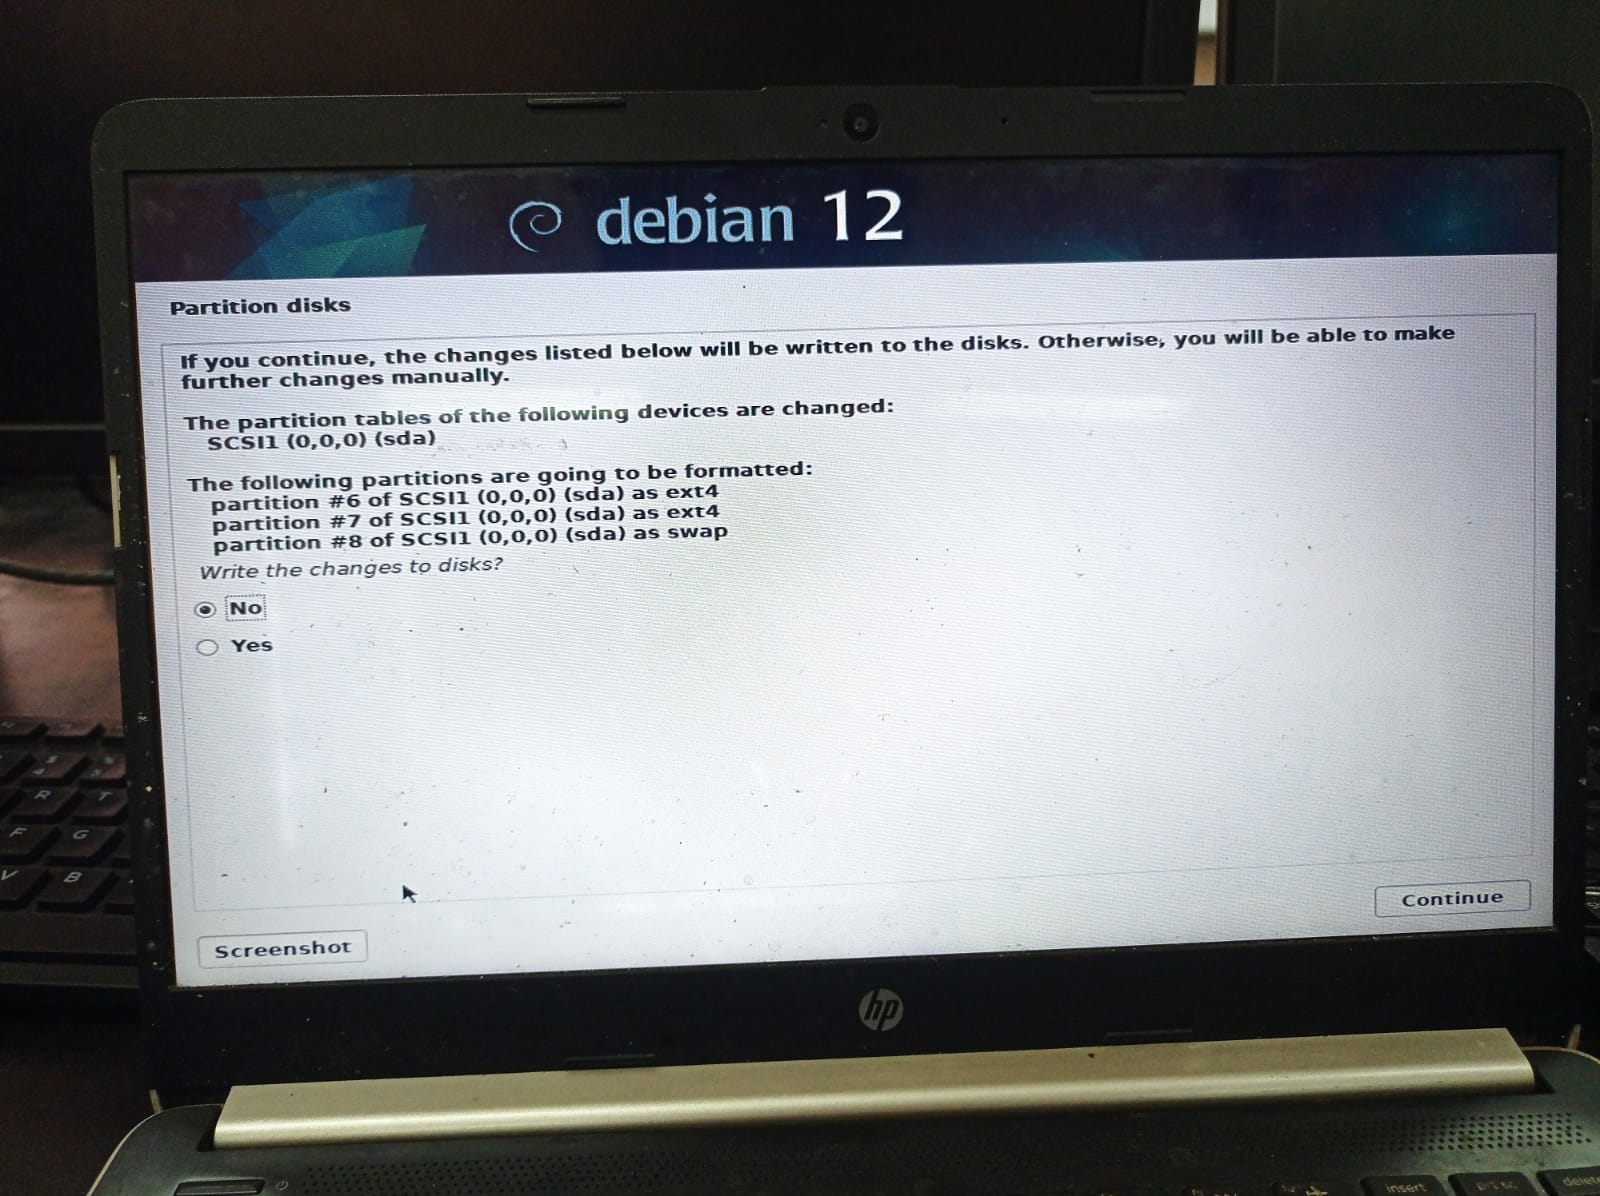 debian 12
Partition disks
If you continue, the changes listed below will be written to the disks. Otherwise, you will be able to make
further changes manually.
The partition tables of the following devices are changed:
SCSI1 (0,0,0) (sda)
The following partitions are going to be formatted:
partition #6 of SCSI1 (0,0,0) (sda) as ext4
partition #7 of SCSI1 (0,0,0) (sda) as ext4
partition #8 of SCSI1 (0,0,0) (sda) as swap
Write the changes to disks?
No
Yes
Continue
Screenshot
hp
R T
F G
V B
insert
prt sc
delete